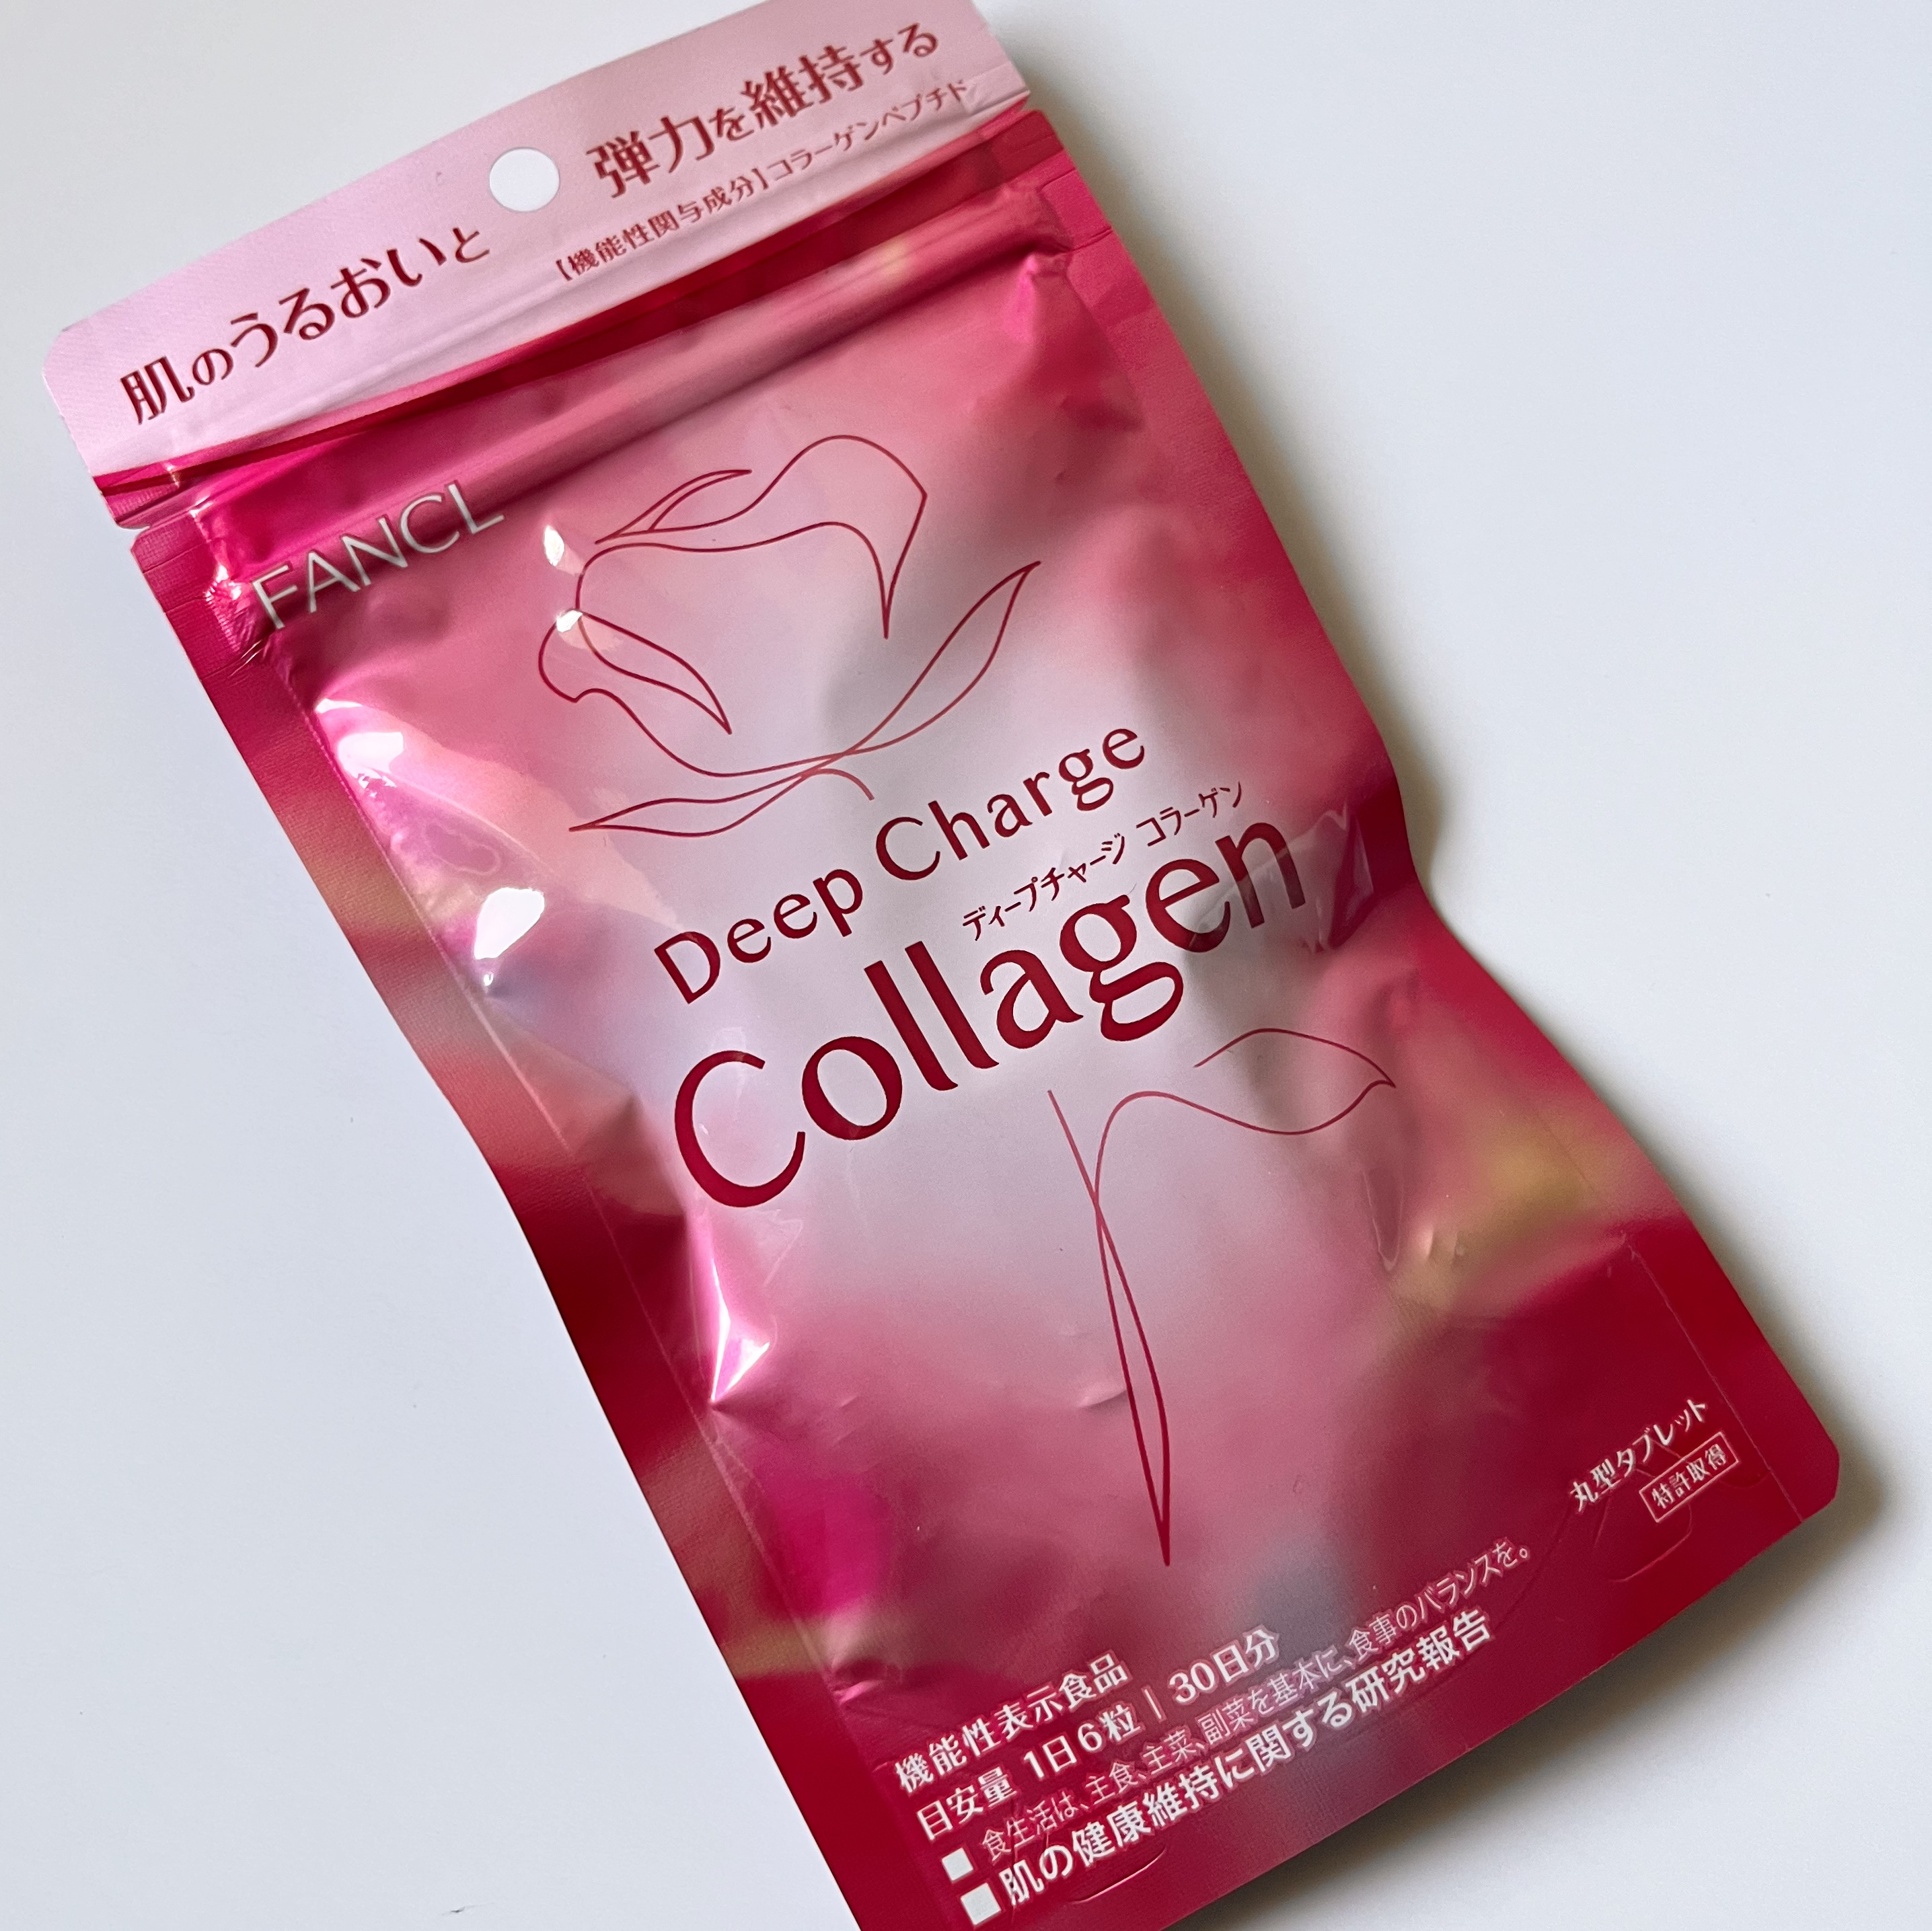 肌のうるおいと 弾力を維持する
【機能性関与成分】コラーゲンペプチド
FANCL
Deep Charge
ディープチャージ コラーゲン
Collagen
丸型タブレット
特許取得
機能性表示食品
目安量 1日6粒 | 30日分
■ 食生活は、主食、主菜、副菜を基本に、食事のバランスを。
■ 肌の健康維持に関する研究報告